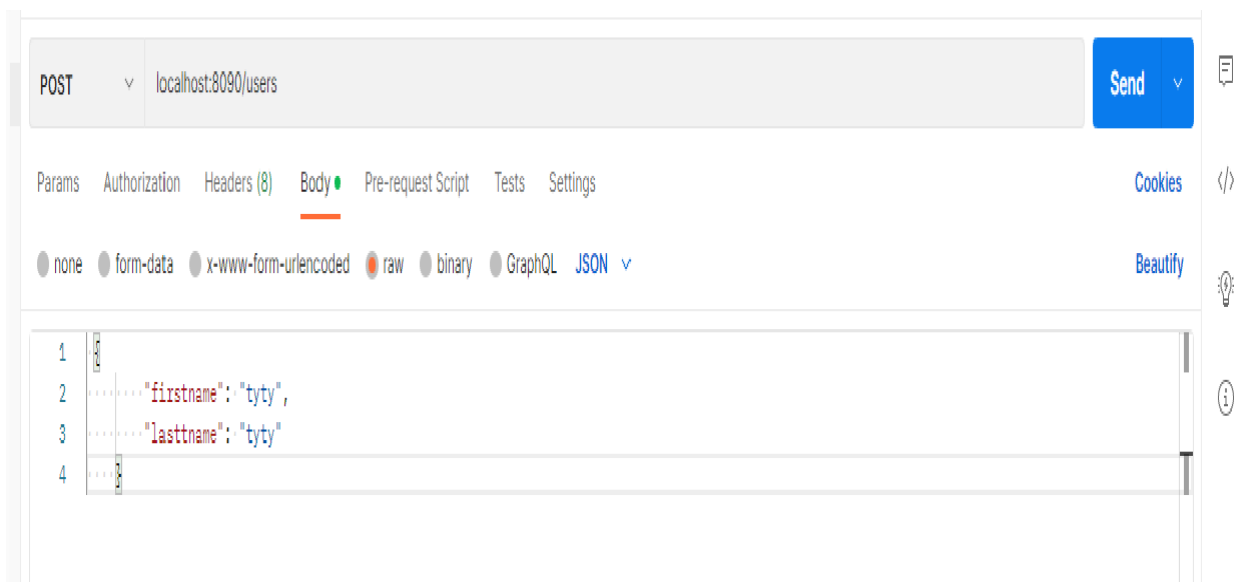 POST localhost:8090/users Send
Params Authorization Headers (8) Body Pre-request Script Tests Settings Cookies
none form-data x-www-form-urlencoded raw binary GraphQL JSON Beautify
1 {
2 "firstname": "tyty",
3 "lasttname": "tyty"
4 }